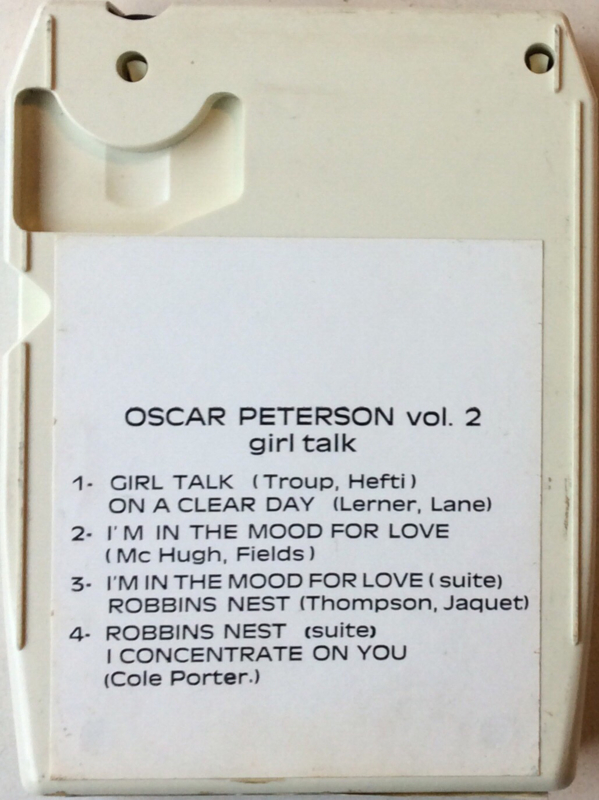 OSCAR PETERSON vol. 2
girl talk
1- GIRL TALK (Troup, Hefti)
ON A CLEAR DAY (Lerner, Lane)
2- I'M IN THE MOOD FOR LOVE
(Mc Hugh, Fields)
3- I'M IN THE MOOD FOR LOVE (suite)
ROBBINS NEST (Thompson, Jaquet)
4- ROBBINS NEST (suite)
I CONCENTRATE ON YOU
(Cole Porter.)